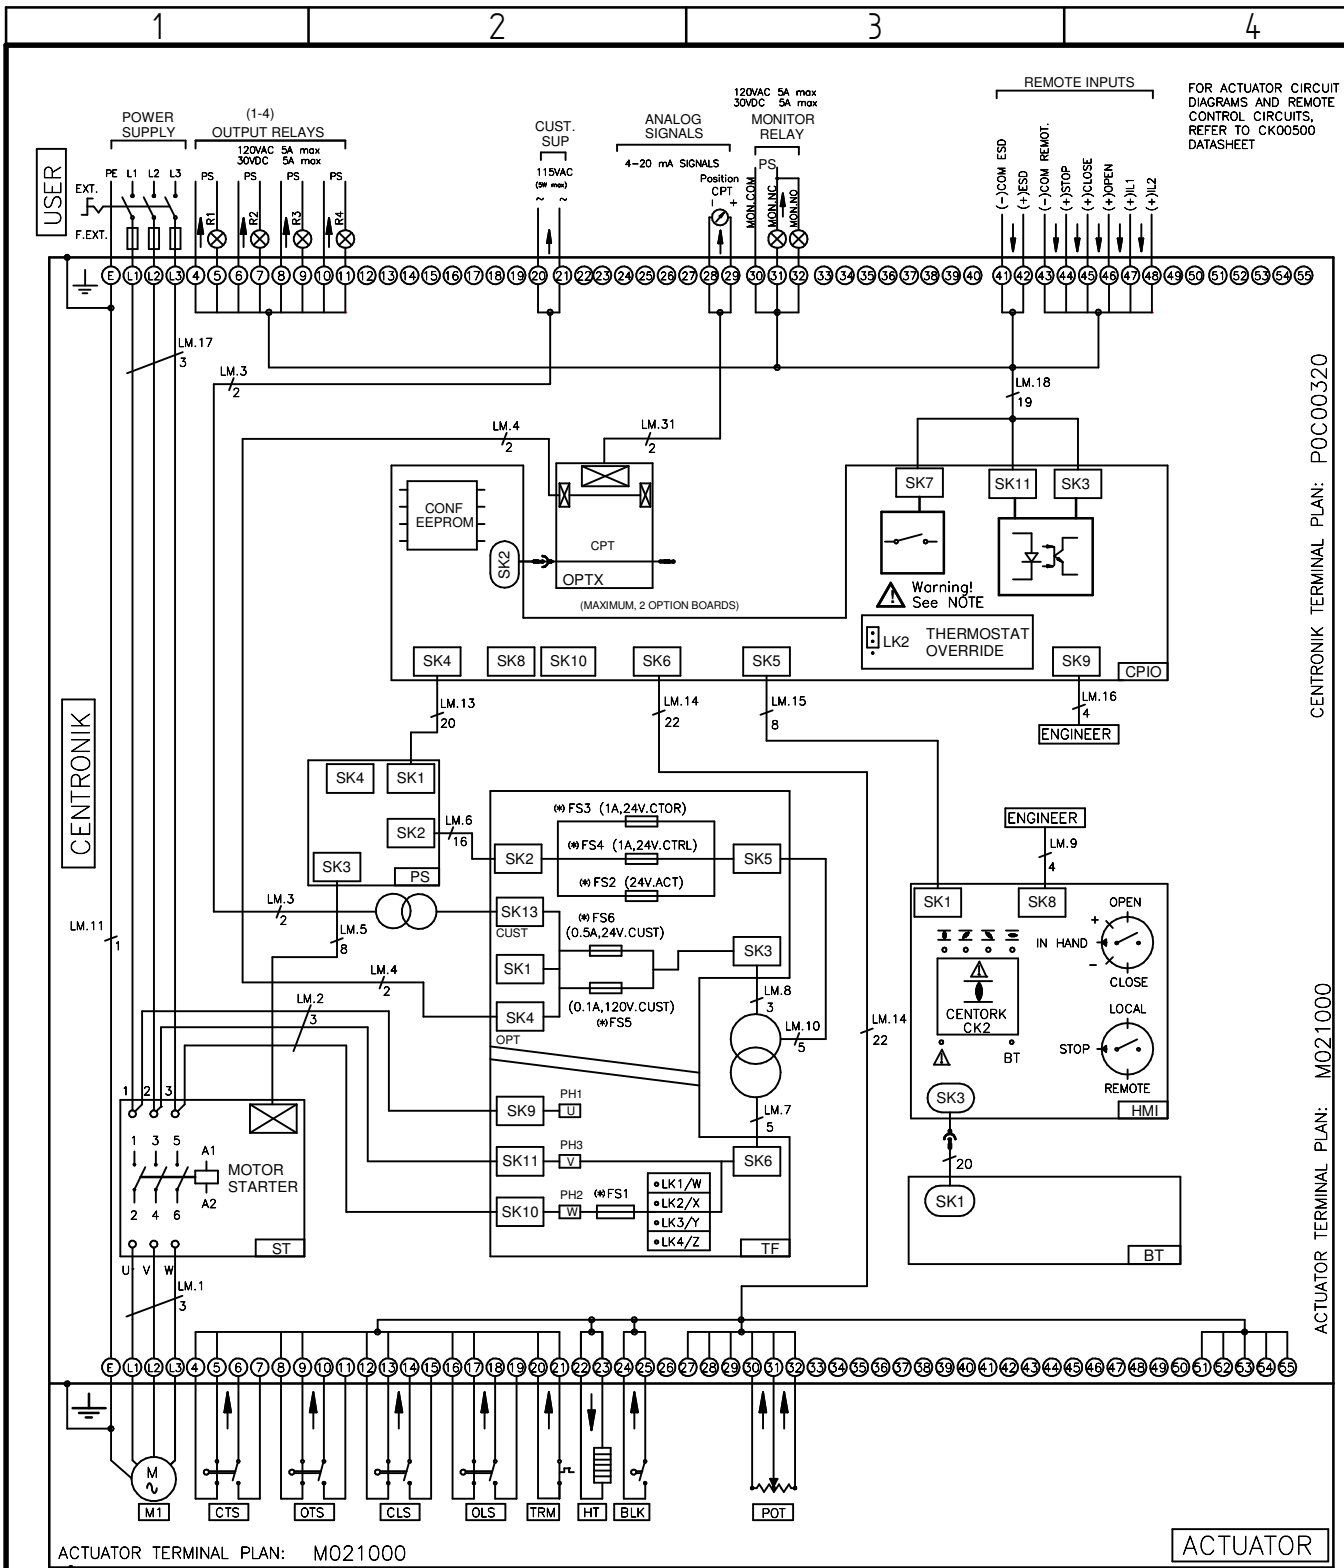 1 2 3 4
FOR ACTUATOR CIRCUIT
DIAGRAMS AND REMOTE
CONTROL CIRCUITS,
REFER TO CK00500
DATASHEET
USER
POWER
SUPPLY
(1-4)
OUTPUT RELAYS
120VAC 5A max
30VDC 5A max
CUST.
SUP
115VAC
(5W max)
~ ~
ANALOG
SIGNALS
4-20 mA SIGNALS
Position
CPT
- +
120VAC 5A max
30VDC 5A max
MONITOR
RELAY
PS
MON.COM
MON.NC
MON.NO
REMOTE INPUTS
(-)COM ESD
(+)ESD
(-)COM REMOT.
(+)STOP
(+)CLOSE
(+)OPEN
(+)IL1
(+)IL2
PE L1 L2 L3
EXT.
F.EXT.
PS PS PS PS
R1 R2 R3 R4
E L1 L2 L3 4 5 6 7 8 9 10 11 12 13 14 15 16 17 18 19 20 21 22 23 24 25 26 27 28 29 30 31 32 33 34 35 36 37 38 39 40 41 42 43 44 45 46 47 48 49 50 51 52 53 54 55
LM.17
3
LM.3
2
LM.4
2
LM.31
2
LM.18
19
CENTRONIK TERMINAL PLAN: POC00320
CONF
EEPROM
SK2
CPT
OPTX
(MAXIMUM, 2 OPTION BOARDS)
SK7
SK11
SK3
Warning!
See NOTE
LK2
THERMOSTAT
OVERRIDE
SK4
SK8
SK10
SK6
SK5
SK9
CPIO
LM.13
20
LM.14
22
LM.15
8
LM.16
4
ENGINEER
CENTRONIK
SK4
SK1
SK2
SK3
PS
LM.6
16
(*)FS3 (1A,24V.CTOR)
(*)FS4 (1A,24V.CTRL)
(*)FS2 (24V.ACT)
SK2
SK5
ENGINEER
LM.9
4
LM.3
2
LM.5
8
SK13
CUST
(*)FS6
(0.5A,24V.CUST)
SK1
SK3
LM.4
2
SK4
OPT
(0.1A,120V.CUST)
(*)FS5
LM.8
3
LM.10
5
LM.14
22
LM.7
5
LM.11
1
LM.2
3
SK1
SK8
OPEN
+
IN HAND
-
CLOSE
CENTORK
CK2
BT
LOCAL
STOP
REMOTE
SK3
HMI
20
SK1
BT
1 2 3
1 3 5
A1
A2
MOTOR
STARTER
2 4 6
ST
U V W
LM.1
3
SK9
PH1
U
SK11
PH3
V
SK10
PH2
W
(*)FS1
LK1/W
LK2/X
LK3/Y
LK4/Z
SK6
TF
ACTUATOR TERMINAL PLAN: M021000
E L1 L2 L3 4 5 6 7 8 9 10 11 12 13 14 15 16 17 18 19 20 21 22 23 24 25 26 27 28 29 30 31 32 33 34 35 36 37 38 39 40 41 42 43 44 45 46 47 48 49 50 51 52 53 54 55
M
~
M1
CTS
OTS
CLS
OLS
TRM
HT
BLK
POT
ACTUATOR TERMINAL PLAN: M021000
ACTUATOR